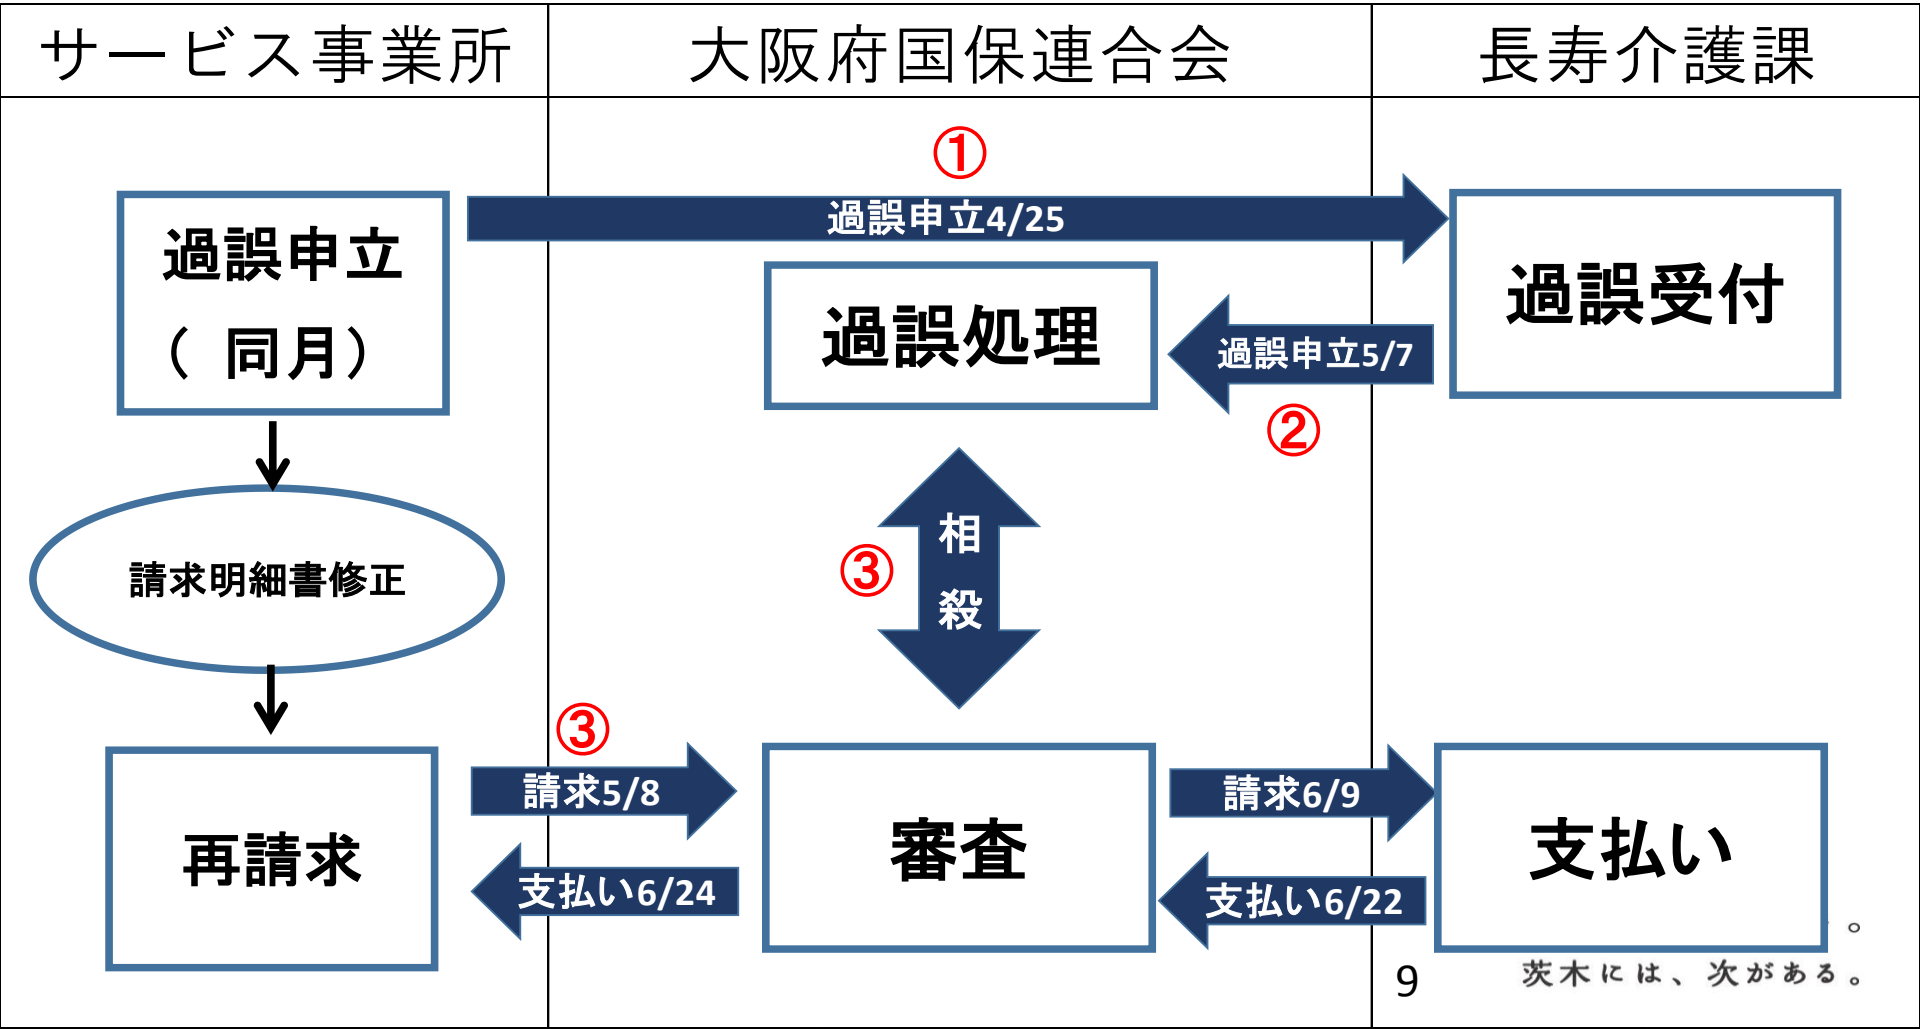 サービス事業所
大阪府国保連合会
長寿介護課
①
過誤申立4/25
過誤申立
（ 同月）
過誤処理
過誤受付
過誤申立5/7
②
相
殺
③
請求明細書修正
③
請求5/8
請求6/9
再請求
審査
支払い
支払い6/24
支払い6/22
。
9
茨木には、次がある。